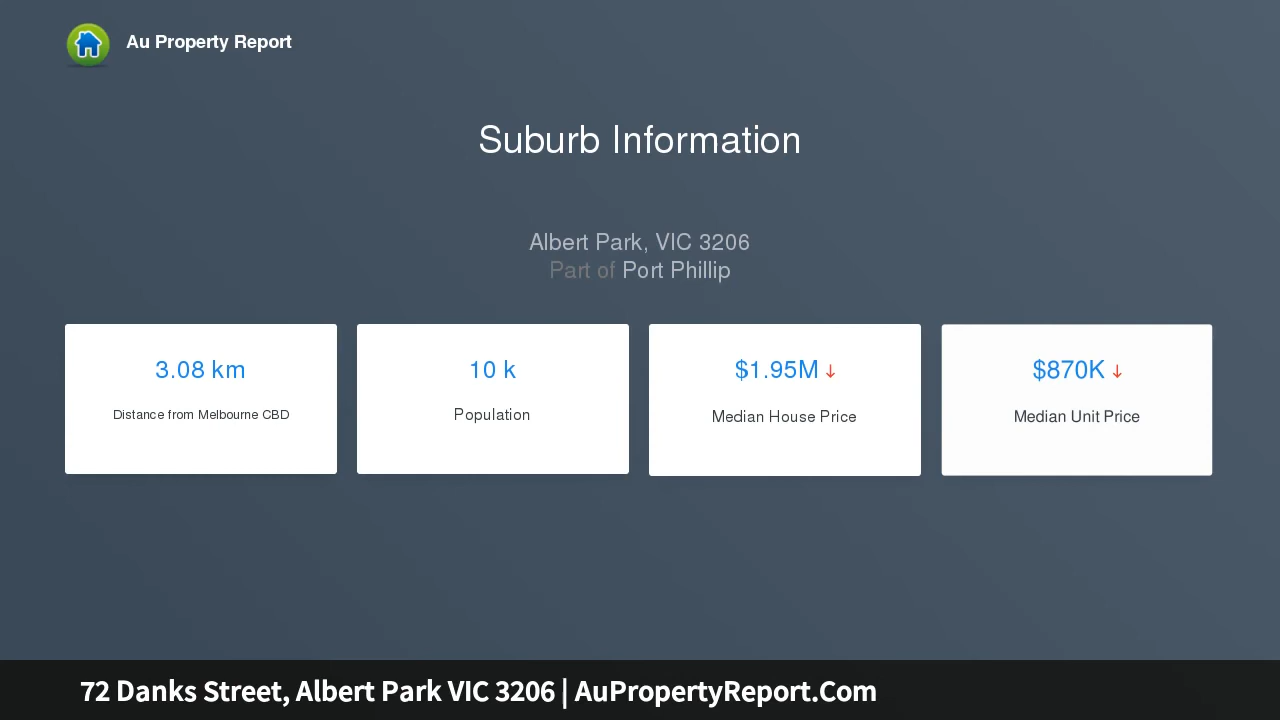 Au Property Report
Suburb Information
Albert Park, VIC 3206
Part of Port Phillip
3.08 km
Distance from Melbourne CBD
10 k
Population
$1.95M ↓
Median House Price
$870K ↓
Median Unit Price
72 Danks Street, Albert Park VIC 3206 | AuPropertyReport.Com